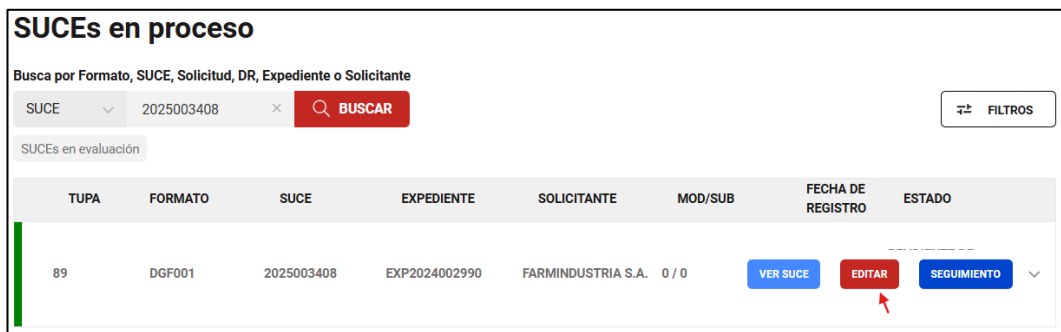 SUCEs en proceso
Busca por Formato, SUCE, Solicitud, DR, Expediente o Solicitante
SUCE 2025003408 BUSCAR FILTROS
SUCEs en evaluación
TUPA FORMATO SUCE EXPEDIENTE SOLICITANTE MOD/SUB FECHA DE REGISTRO ESTADO
89 DGF001 2025003408 EXP2024002990 FARMINDUSTRIA S.A. 0 / 0 VER SUCE EDITAR SEGUIMIENTO